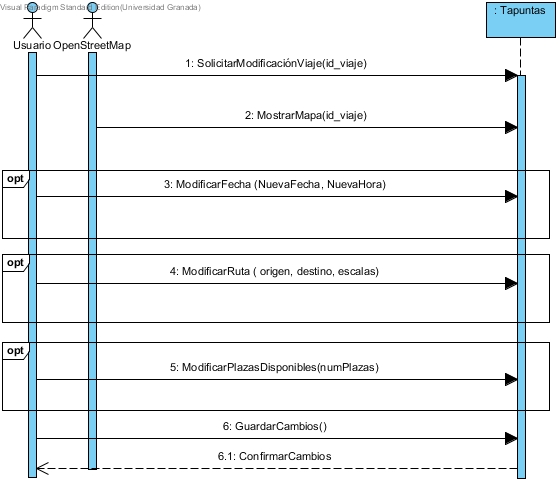 Visual Paradigm Standard Edition(Universidad Granada)
: Tapuntas
Usuario
OpenStreetMap
1: SolicitarModificaciónViaje(id_viaje)
2: MostrarMapa(id_viaje)
opt
3: ModificarFecha (NuevaFecha, NuevaHora)
opt
4: ModificarRuta ( origen, destino, escalas)
opt
5: ModificarPlazasDisponibles(numPlazas)
6: GuardarCambios()
6.1: ConfirmarCambios